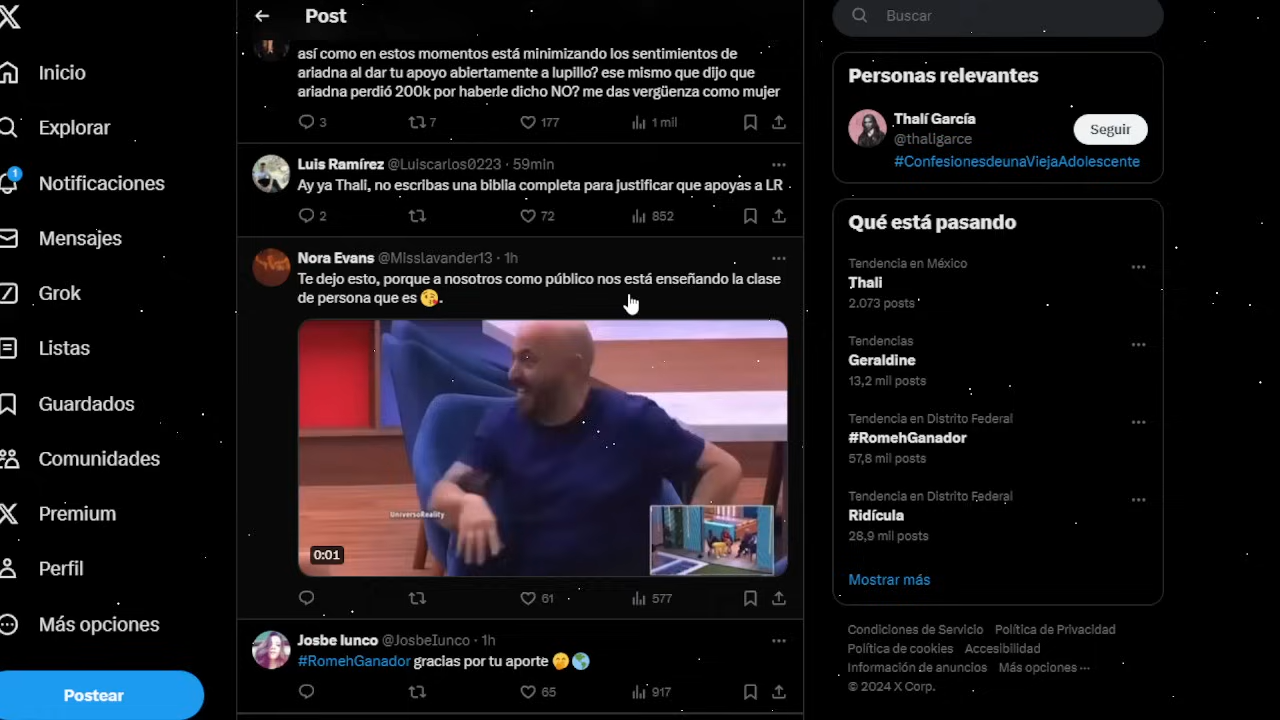 Inicio
Explorar
1
Notificaciones
Mensajes
Grok
Listas
Guardados
Comunidades
Premium
Perfil
Más opciones
Postear
Post
así como en estos momentos está minimizando los sentimientos de
ariadna al dar tu apoyo abiertamente a lupillo? ese mismo que dijo que
ariadna perdió 200k por haberle dicho NO? me das vergüenza como mujer
3 7 177 1 mil
Luis Ramírez @Luiscarlos0223 · 59min
Ay ya Thali, no escribas una biblia completa para justificar que apoyas a LR
2 72 852
Nora Evans @MIsslavander13 · 1h
Te dejo esto, porque a nosotros como público nos está enseñando la clase
de persona que es 😘.
UniversoReality
0:01
61 577
Josbe Iunco @JosbeIunco · 1h
#RomehGanador gracias por tu aporte 🤭🌎
65 917
Buscar
Personas relevantes
Thalí García
@thaligarce
Seguir
#ConfesionesdeunaViejaAdolescente
Qué está pasando
Tendencia en México
Thali
2.073 posts
Tendencias
Geraldine
13,2 mil posts
Tendencia en Distrito Federal
#RomehGanador
57,8 mil posts
Tendencia en Distrito Federal
Ridícula
28,9 mil posts
Mostrar más
Condiciones de Servicio Política de Privacidad
Política de cookies Accesibilidad
Información de anuncios Más opciones ···
© 2024 X Corp.